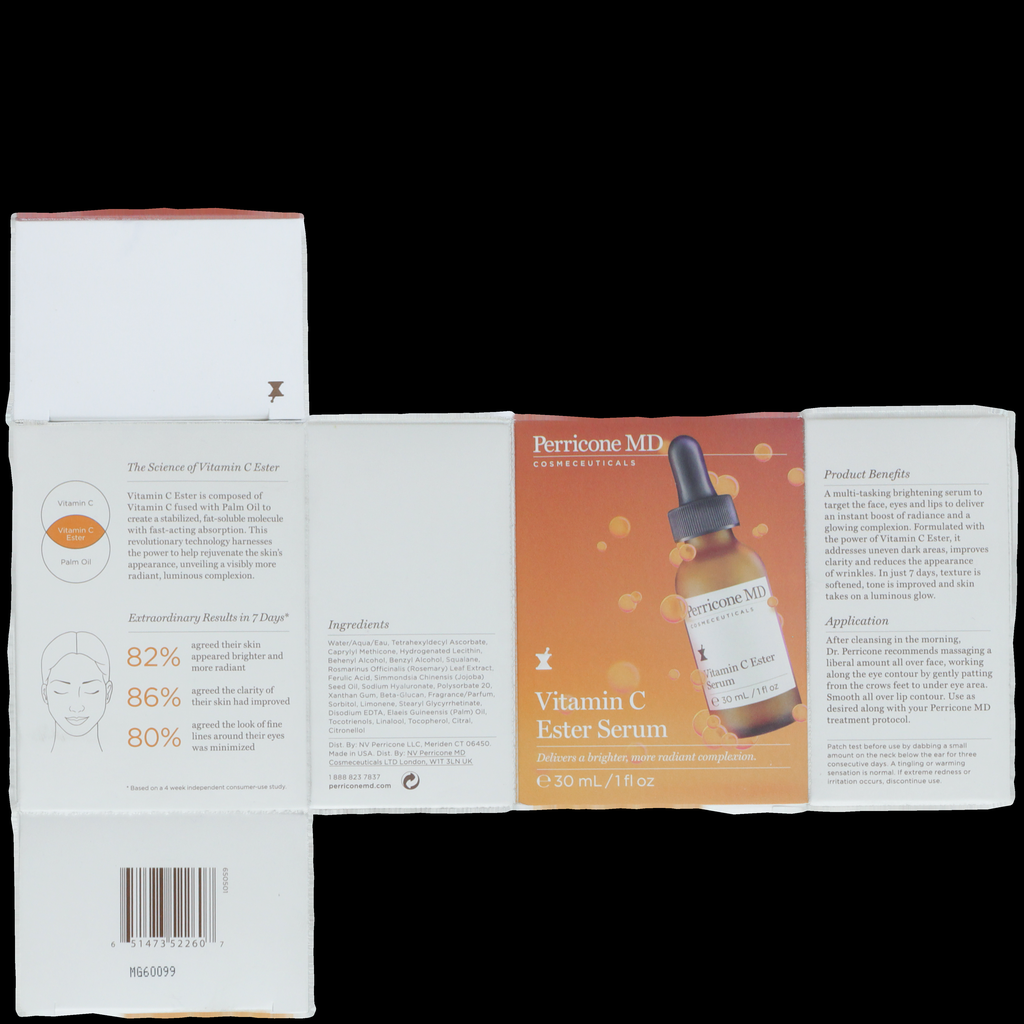 The Science of Vitamin C Ester
Vitamin C
Vitamin C
Ester
Palm Oil
Vitamin C Ester is composed of
Vitamin C fused with Palm Oil to
create a stabilized, fat-soluble molecule
with fast-acting absorption. This
revolutionary technology harnesses
the power to help rejuvenate the skin's
appearance, unveiling a visibly more
radiant, luminous complexion.
Extraordinary Results in 7 Days*
82%
agreed their skin
appeared brighter and
more radiant
86%
agreed the clarity of
their skin had improved
80%
agreed the look of fine
lines around their eyes
was minimized
* Based on a 4 week independent consumer-use study.
Ingredients
Water/Aqua/Eau, Tetrahexyldecyl Ascorbate,
Caprylyl Methicone, Hydrogenated Lecithin,
Behenyl Alcohol, Benzyl Alcohol, Squalane,
Rosmarinus Officinalis (Rosemary) Leaf Extract,
Ferulic Acid, Simmondsia Chinensis (Jojoba)
Seed Oil, Sodium Hyaluronate, Polysorbate 20,
Xanthan Gum, Beta-Glucan, Fragrance/Parfum,
Sorbitol, Limonene, Stearyl Glycyrrhetinate,
Disodium EDTA, Elaeis Guineensis (Palm) Oil,
Tocotrienols, Linalool, Tocopherol, Citral,
Citronellol
Dist. By: NV Perricone LLC, Meriden CT 06450.
Made in USA. Dist. By: NV Perricone MD
Cosmeceuticals LTD London, W1T 3LN UK
1 888 823 7837
perriconemd.com
Perricone MD
COSMECEUTICALS
Perricone MD
COSMECEUTICALS
Vitamin C Ester
Serum
℮ 30 mL / 1 fl oz
Vitamin C
Ester Serum
Delivers a brighter, more radiant complexion.
℮ 30 mL / 1 fl oz
Product Benefits
A multi-tasking brightening serum to
target the face, eyes and lips to deliver
an instant boost of radiance and a
glowing complexion. Formulated with
the power of Vitamin C Ester, it
addresses uneven dark areas, improves
clarity and reduces the appearance
of wrinkles. In just 7 days, texture is
softened, tone is improved and skin
takes on a luminous glow.
Application
After cleansing in the morning,
Dr. Perricone recommends massaging a
liberal amount all over face, working
along the eye contour by gently patting
from the crows feet to under eye area.
Smooth all over lip contour. Use as
desired along with your Perricone MD
treatment protocol.
Patch test before use by dabbing a small
amount on the neck below the ear for three
consecutive days. A tingling or warming
sensation is normal. If extreme redness or
irritation occurs, discontinue use.
650501
6 51473 52260 7
MG60099